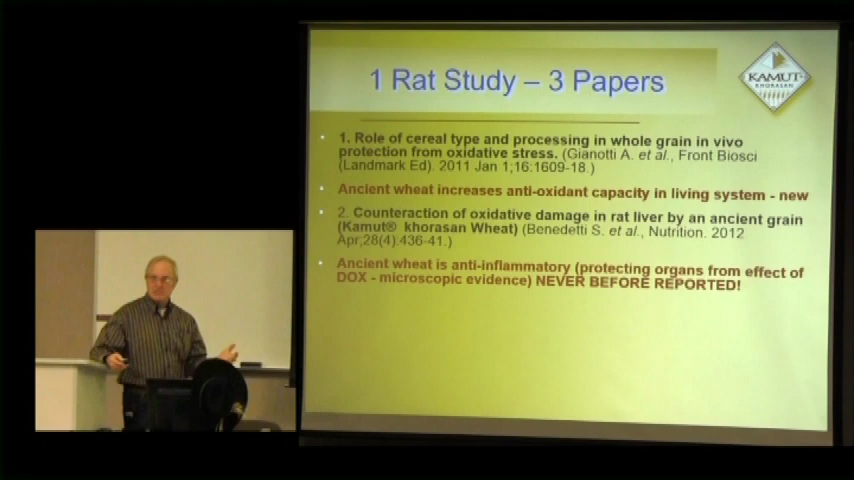 1 Rat Study – 3 Papers
KAMUT®
KHORASAN
• 1. Role of cereal type and processing in whole grain in vivo
protection from oxidative stress. (Gianotti A. et al., Front Biosci
(Landmark Ed). 2011 Jan 1;16:1609-18.)
• Ancient wheat increases anti-oxidant capacity in living system - new
• 2. Counteraction of oxidative damage in rat liver by an ancient grain
(Kamut® khorasan Wheat) (Benedetti S. et al., Nutrition. 2012
Apr;28(4):436-41.)
• Ancient wheat is anti-inflammatory (protecting organs from effect of
DOX - microscopic evidence) NEVER BEFORE REPORTED!